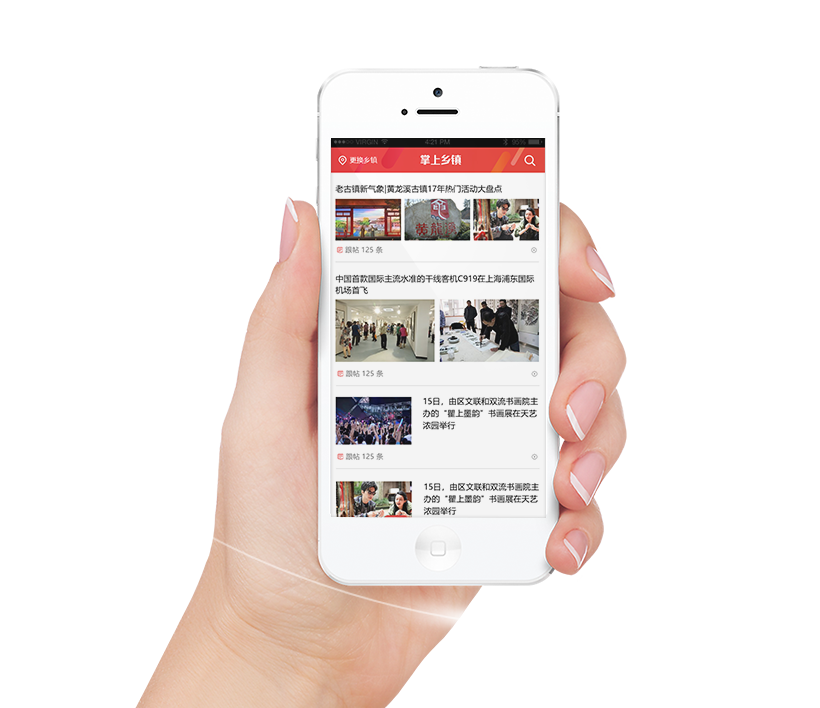 VIRGIN 4:21 PM 95%
更换乡镇 掌上乡镇
老古镇新气象|黄龙溪古镇17年热门活动大盘点
黄龍溪
跟帖 125 条
中国首款国际主流水准的干线客机C919在上海浦东国际
机场首飞
跟帖 125 条
15日，由区文联和双流书画院主
办的“瞿上墨韵”书画展在天艺
浓园举行
跟帖 125 条
15日，由区文联和双流书画院主
办的“瞿上墨韵”书画展在天艺
浓园举行